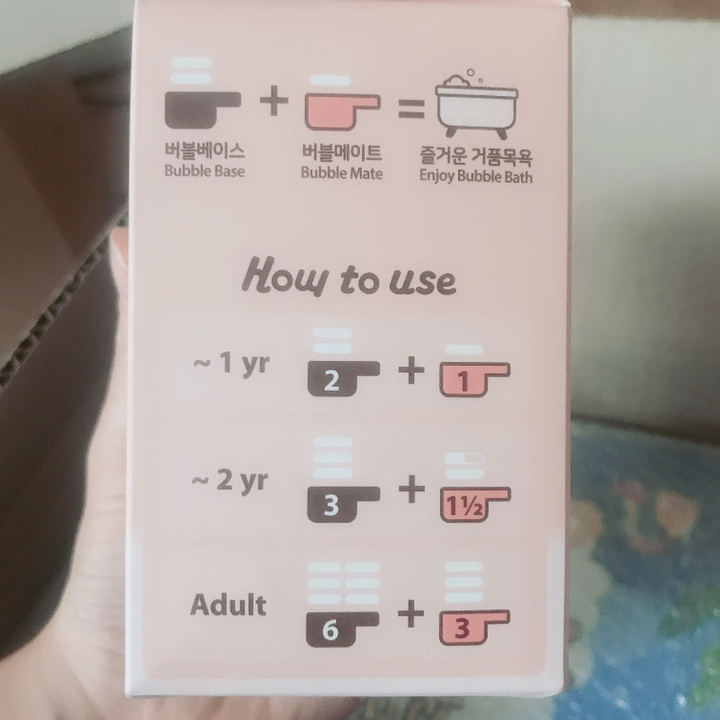 + =
버블베이스 버블메이트 즐거운 거품목욕
Bubble Base Bubble Mate Enjoy Bubble Bath
How to use
~ 1 yr 2 + 1
~ 2 yr 3 + 1½
Adult 6 + 3